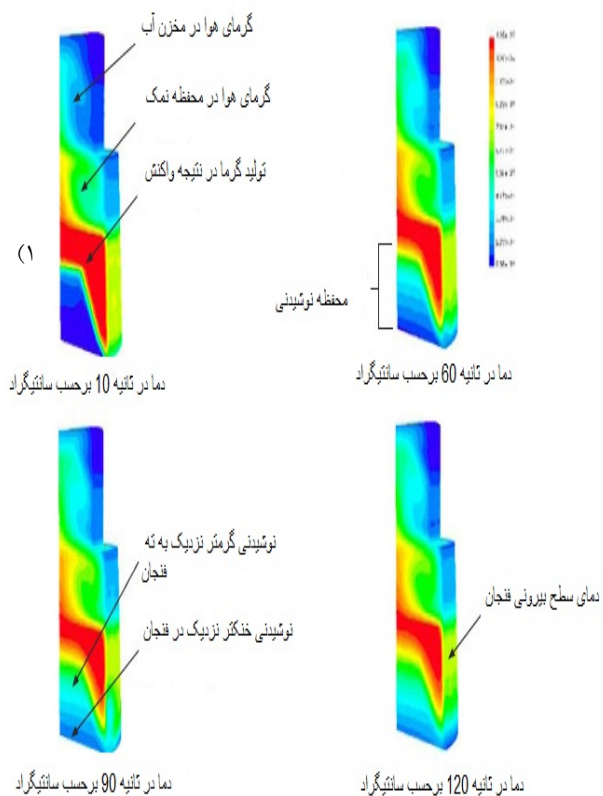 گرمای هوا در مخزن آب
گرمای هوا در محفظه نمک
تولید گرما در نتیجه واکنش
۱)
دما در ثانیه 10 برحسب سانتیگراد
محفظه نوشیدنی
دما در ثانیه 60 برحسب سانتیگراد
نوشیدنی گرمتر نزدیک به ته
فنجان
نوشیدنی خنکتر نزدیک در فنجان
دما در ثانیه 90 برحسب سانتیگراد
دمای سطح بیرونی فنجان
دما در ثانیه 120 برحسب سانتیگراد